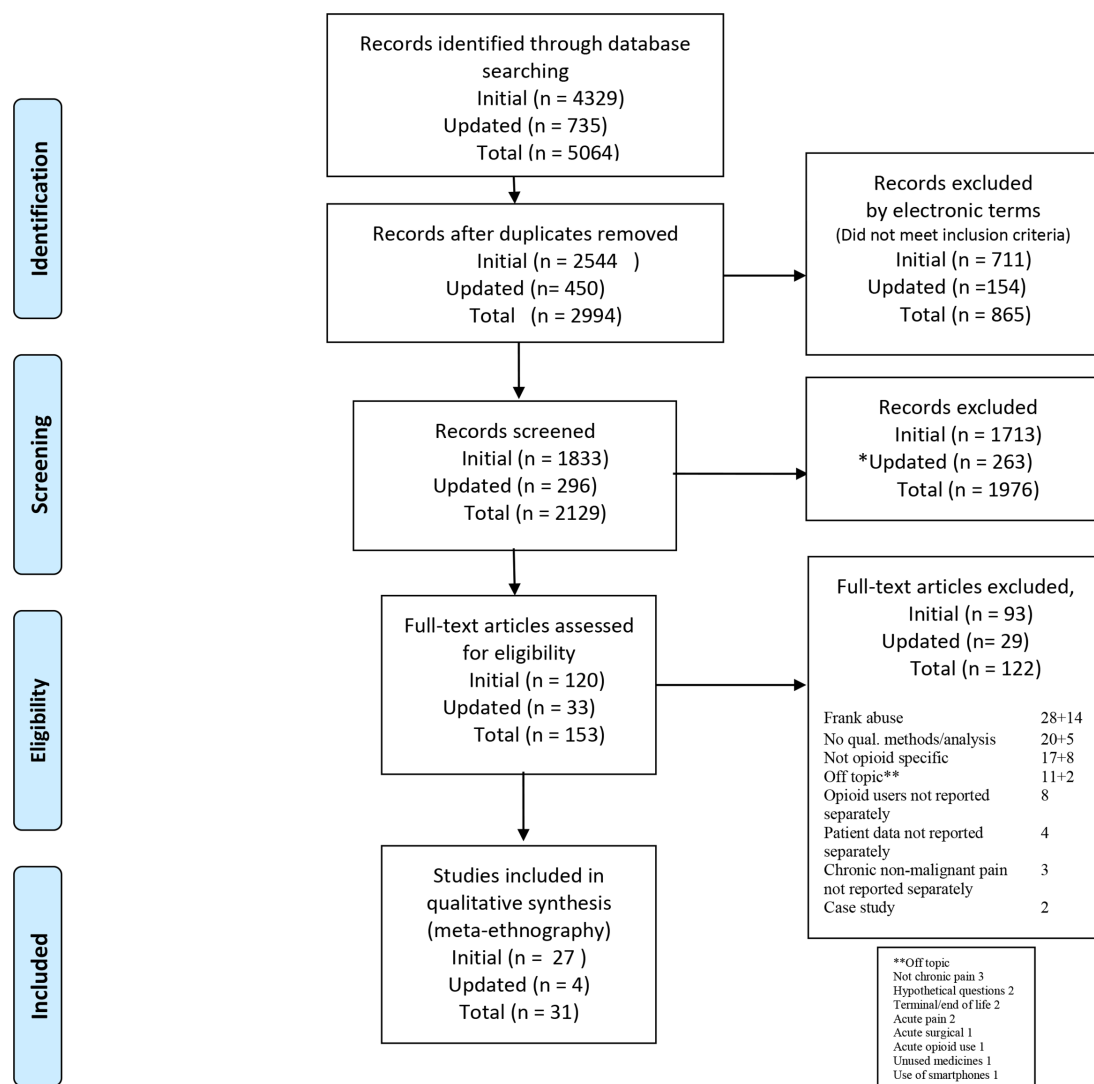 Records identified through database
searching
Initial (n = 4329)
Updated (n = 735)
Total (n = 5064)
Identification
Records excluded
by electronic terms
(Did not meet inclusion criteria)
Initial (n = 711)
Updated (n =154)
Total (n = 865)
Records after duplicates removed
Initial (n = 2544   )
Updated (n= 450)
Total   (n = 2994)
Screening
Records screened
Initial (n = 1833)
Updated (n = 296)
Total (n = 2129)
Records excluded
Initial (n = 1713)
*Updated (n = 263)
Total (n = 1976)
Eligibility
Full-text articles assessed
for eligibility
Initial (n = 120)
Updated (n = 33)
Total (n = 153)
Full-text articles excluded,
Initial (n = 93)
Updated (n= 29)
Total (n = 122)
Frank abuse 28+14
No qual. methods/analysis 20+5
Not opioid specific 17+8
Off topic** 11+2
Opioid users not reported 8
separately
Patient data not reported 4
separately
Chronic non-malignant pain 3
not reported separately
Case study 2
Included
Studies included in
qualitative synthesis
(meta-ethnography)
Initial (n =  27 )
Updated (n = 4)
Total (n = 31)
**Off topic
Not chronic pain 3
Hypothetical questions 2
Terminal/end of life 2
Acute pain 2
Acute surgical 1
Acute opioid use 1
Unused medicines 1
Use of smartphones 1